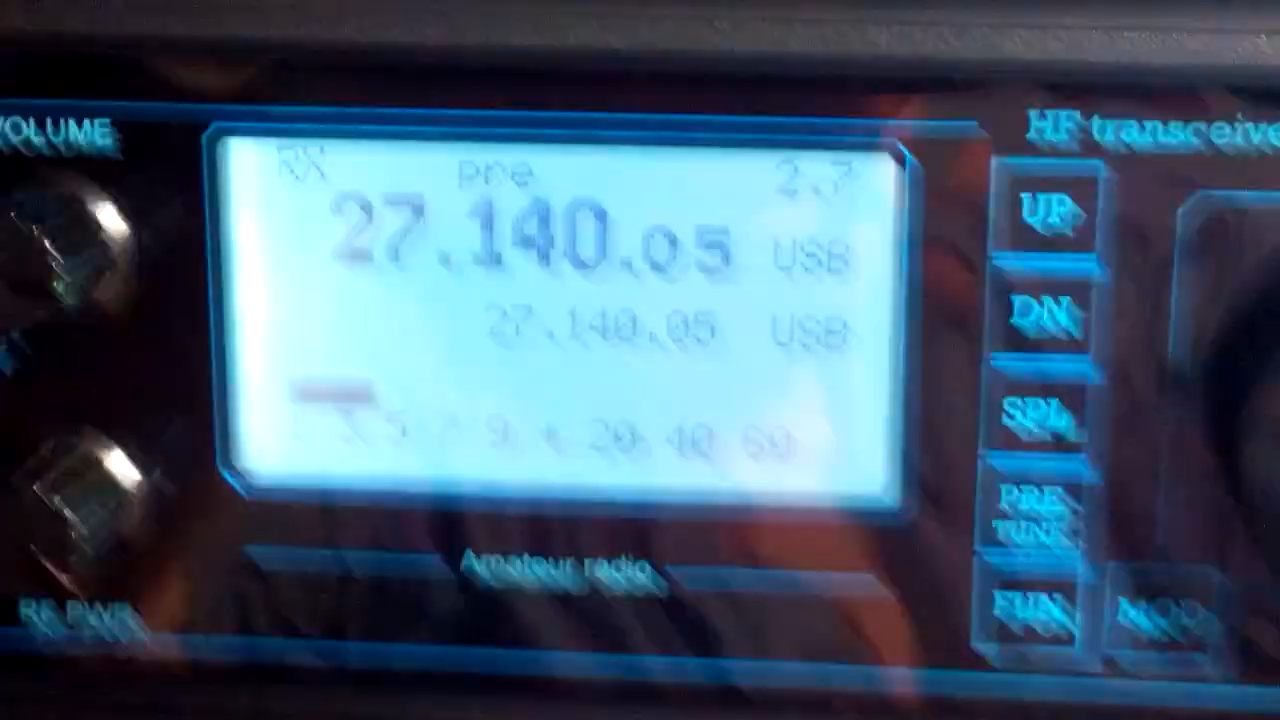 VOLUME
HF transceive
RX pre 2.7
27.140.05 USB
27.140.05 USB
3 5 7 9 + 20 40 60
UP
DN
SPL
PRE
TUNE
FUN
MOD
Amateur radio
RF PWR